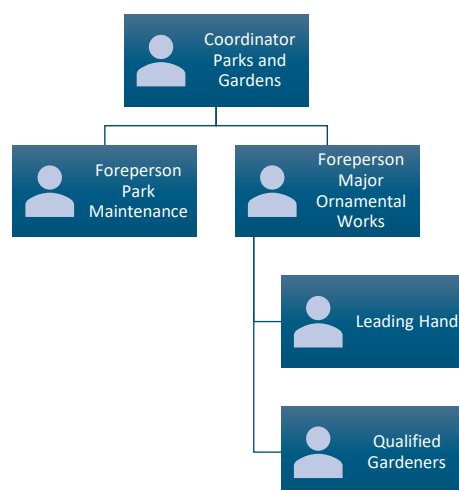 Coordinator
Parks and
Gardens
Foreperson
Park
Maintenance
Foreperson
Major
Ornamental
Works
Leading Hand
Qualified
Gardeners